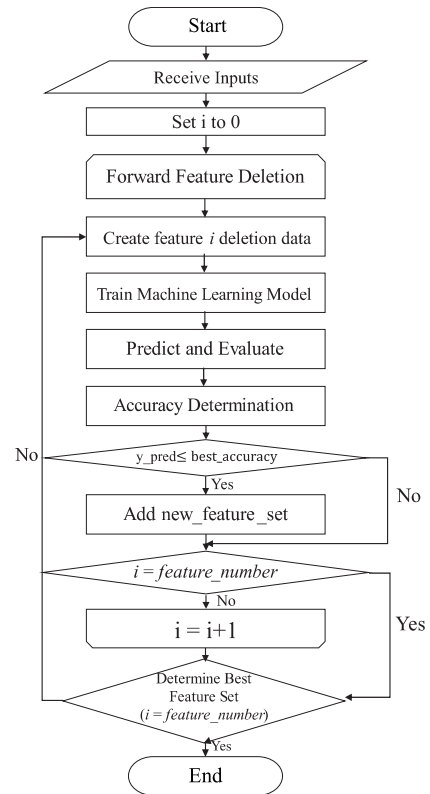 Start
Receive Inputs
Set i to 0
Forward Feature Deletion
Create feature i deletion data
Train Machine Learning Model
Predict and Evaluate
Accuracy Determination
No
y_pred≤ best_accuracy
Yes
No
Add new_feature_set
i = feature_number
No
Yes
i = i+1
Determine Best
Feature Set
(i = feature_number)
Yes
End